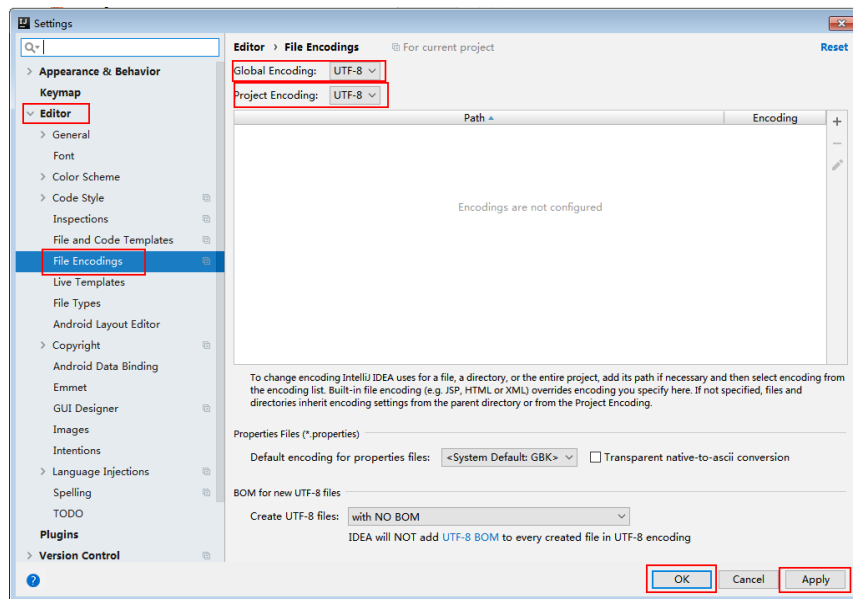 Settings
Editor › File Encodings For current project Reset
Global Encoding: UTF-8
Project Encoding: UTF-8
Path Encoding
Encodings are not configured
To change encoding IntelliJ IDEA uses for a file, a directory, or the entire project, add its path if necessary and then select encoding from
the encoding list. Built-in file encoding (e.g. JSP, HTML or XML) overrides encoding you specify here. If not specified, files and
directories inherit encoding settings from the parent directory or from the Project Encoding.
Properties Files (*.properties)
Default encoding for properties files: <System Default: GBK> Transparent native-to-ascii conversion
BOM for new UTF-8 files
Create UTF-8 files: with NO BOM
IDEA will NOT add UTF-8 BOM to every created file in UTF-8 encoding
Appearance & Behavior
Keymap
Editor
General
Font
Color Scheme
Code Style
Inspections
File and Code Templates
File Encodings
Live Templates
File Types
Android Layout Editor
Copyright
Android Data Binding
Emmet
GUI Designer
Images
Intentions
Language Injections
Spelling
TODO
Plugins
Version Control
? OK Cancel Apply